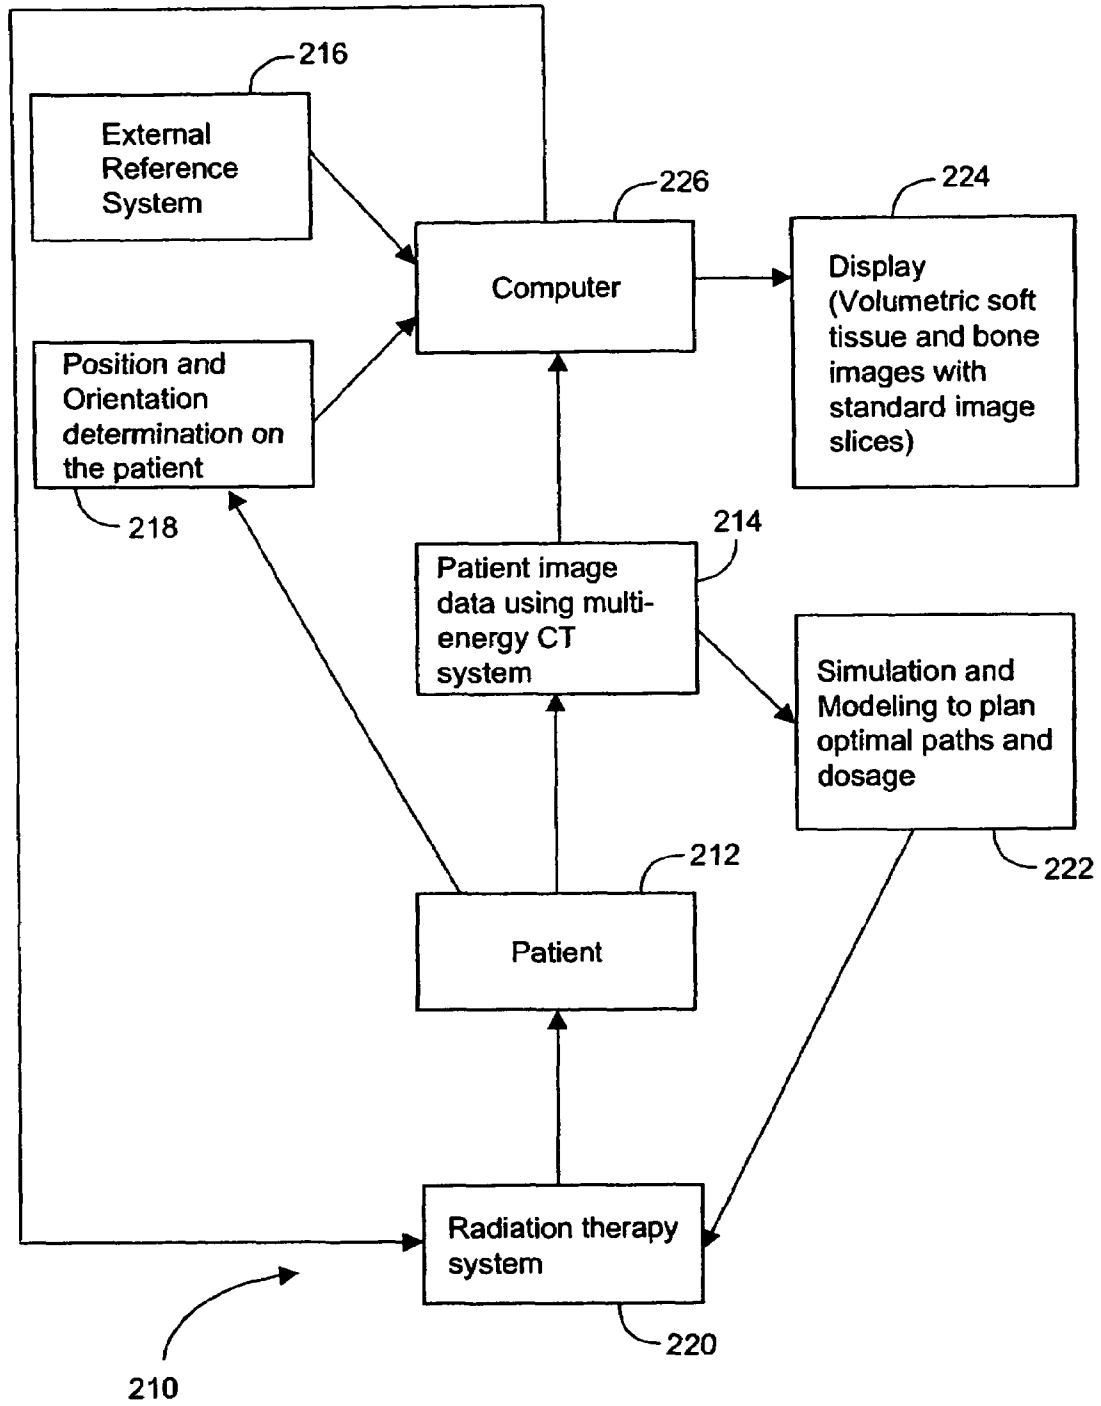 216
External
Reference
System
226
224
Computer
Display
(Volumetric soft
tissue and bone
images with
standard image
slices)
Position and
Orientation
determination on
the patient
218
214
Patient image
data using multi-
energy CT
system
Simulation and
Modeling to plan
optimal paths and
dosage
222
212
Patient
Radiation therapy
system
220
210